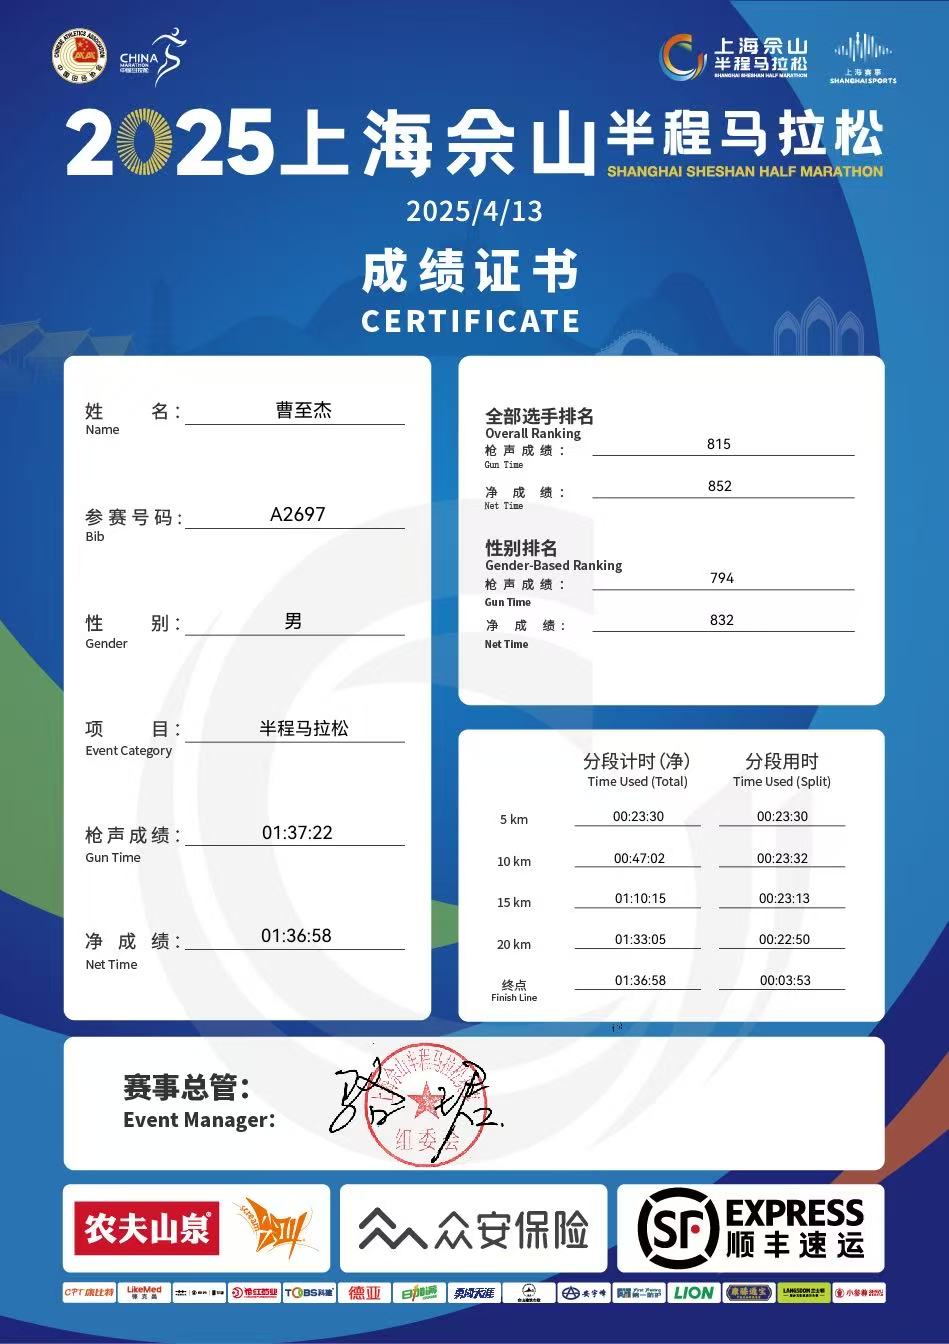 CHINESE ATHLETICS ASSOCIATION
中国田径协会
CHINA
MARATHON
中国马拉松
上海佘山
半程马拉松
SHANGHAI SHESHAN HALF MARATHON
上海赛事
SHANGHAI SPORTS
2025上海佘山半程马拉松
SHANGHAI SHESHAN HALF MARATHON
2025/4/13
成绩证书
CERTIFICATE
姓 名: 曹至杰
Name
参赛号码: A2697
Bib
性 别: 男
Gender
项 目: 半程马拉松
Event Category
枪声成绩: 01:37:22
Gun Time
净 成 绩: 01:36:58
Net Time
全部选手排名
Overall Ranking
枪声成绩: 815
Gun Time
净 成 绩: 852
Net Time
性别排名
Gender-Based Ranking
枪声成绩: 794
Gun Time
净 成 绩: 832
Net Time
分段计时(净) 分段用时
Time Used (Total) Time Used (Split)
5 km 00:23:30 00:23:30
10 km 00:47:02 00:23:32
15 km 01:10:15 00:23:13
20 km 01:33:05 00:22:50
终点 01:36:58 00:03:53
Finish Line
赛事总管:
Event Manager:
组委会
农夫山泉
scream
尖叫
众安保险
SF EXPRESS
顺丰速运
CPT 康比特
LikeMed
德亚
LION
LANGSDOM